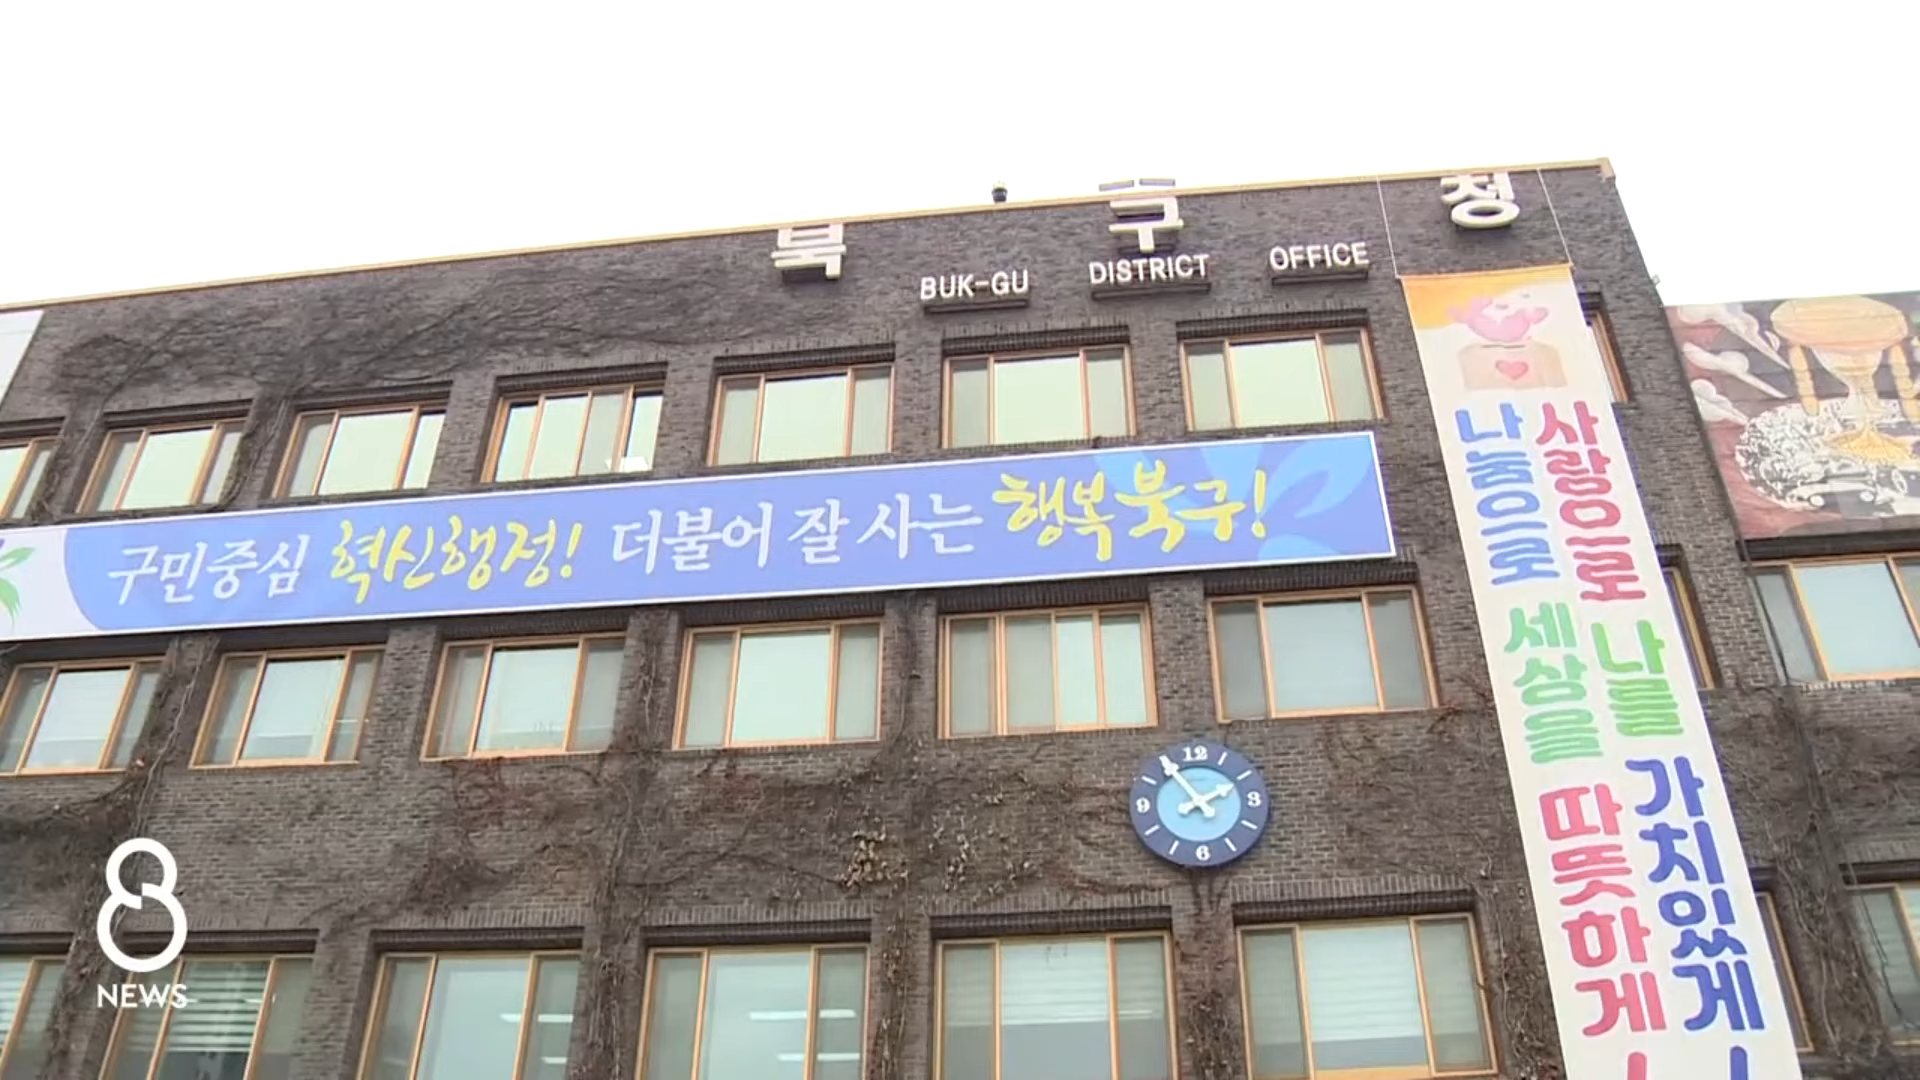 북구청
BUK-GU DISTRICT OFFICE
구민중심 혁신행정! 더불어 잘 사는 행복북구!
사랑으로 나를 가치있게!
나눔으로 세상을 따뜻하게!
12
3
6
9
8
NEWS